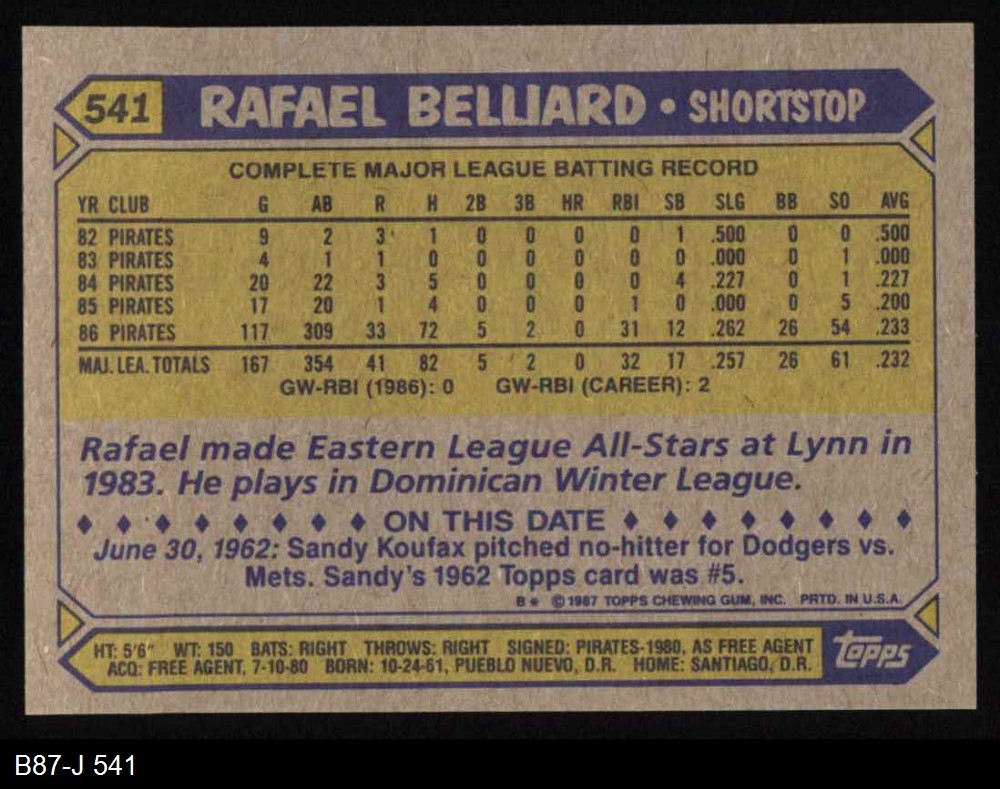 541 RAFAEL BELLIARD • SHORTSTOP
COMPLETE MAJOR LEAGUE BATTING RECORD
YR CLUB G AB R H 2B 3B HR RBI SB SLG BB SO AVG
82 PIRATES 9 2 3 1 0 0 0 0 1 .500 0 0 .500
83 PIRATES 4 1 1 0 0 0 0 0 0 .000 0 1 .000
84 PIRATES 20 22 3 5 0 0 0 0 4 .227 0 1 .227
85 PIRATES 17 20 1 4 0 0 0 1 0 .000 0 5 .200
86 PIRATES 117 309 33 72 5 2 0 31 12 .262 26 54 .233
MAJ. LEA. TOTALS 167 354 41 82 5 2 0 32 17 .257 26 61 .232
GW-RBI (1986): 0 GW-RBI (CAREER): 2
Rafael made Eastern League All-Stars at Lynn in
1983. He plays in Dominican Winter League.
♦ ♦ ♦ ♦ ♦ ♦ ♦ ♦ ON THIS DATE ♦ ♦ ♦ ♦ ♦ ♦ ♦ ♦
June 30, 1962: Sandy Koufax pitched no-hitter for Dodgers vs.
Mets. Sandy's 1962 Topps card was #5.
B* © 1987 TOPPS CHEWING GUM, INC. PRTD. IN U.S.A.
HT: 5'6" WT: 150 BATS: RIGHT THROWS: RIGHT SIGNED: PIRATES-1980, AS FREE AGENT
ACQ: FREE AGENT, 7-10-80 BORN: 10-24-61, PUEBLO NUEVO, D.R. HOME: SANTIAGO, D.R.
Topps
B87-J 541